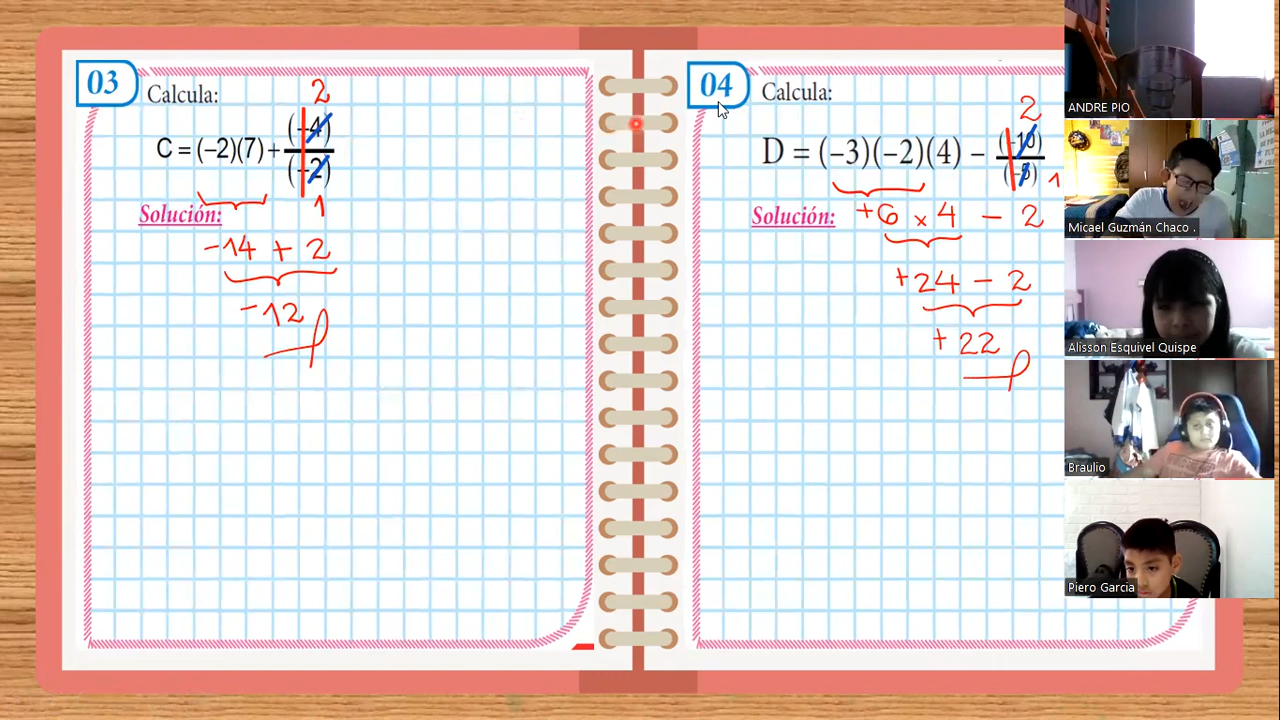 03
Calcula:
2
C = (−2)(7) + (−4)/(−2)
1
Solución:
−14 + 2
−12
04
Calcula:
2
D = (−3)(−2)(4) − (−10)/(−5)
1
Solución:
+6 × 4 − 2
+24 − 2
+22
ANDRE PIO
Micael Guzmán Chaco .
Alisson Esquivel Quispe
Braulio
Piero Garcia